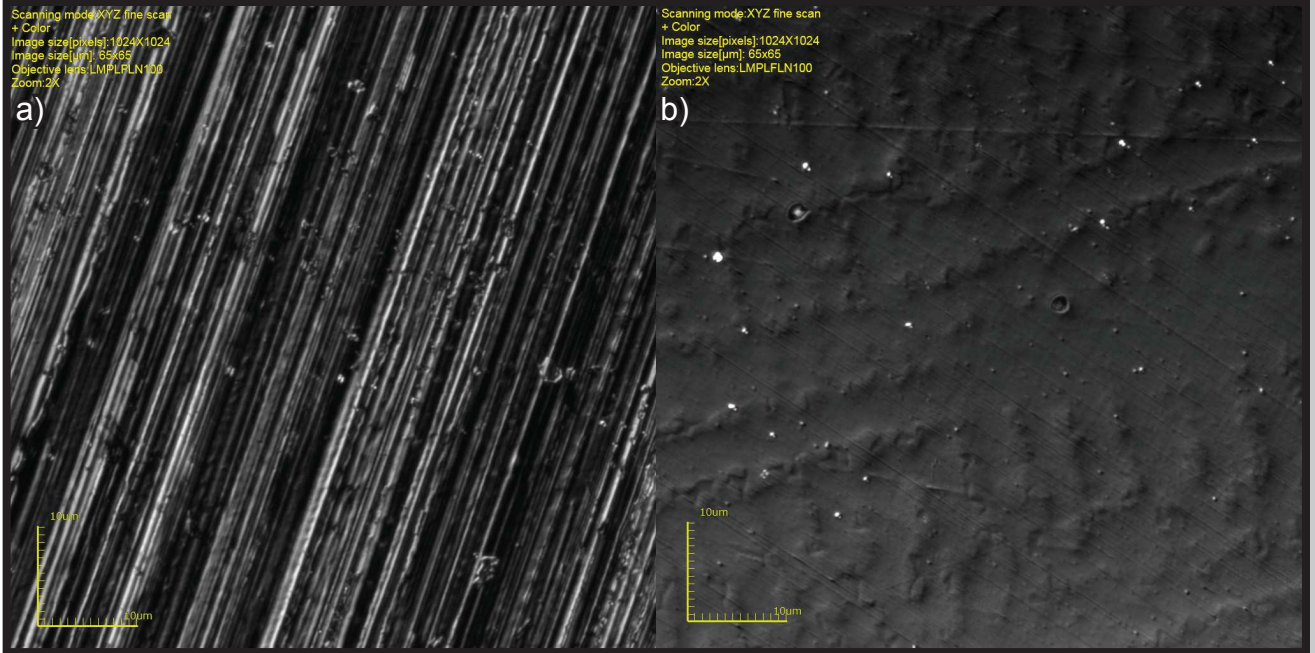 Scanning mode:XYZ fine scan
+ Color
Image size[pixels]:1024X1024
Image size[µm]: 65x65
Objective lens:LMPLFLN100
Zoom:2X
a)
10um
10um
Scanning mode:XYZ fine scan
+ Color
Image size[pixels]:1024X1024
Image size[µm]: 65x65
Objective lens:LMPLFLN100
Zoom:2X
b)
10um
10um